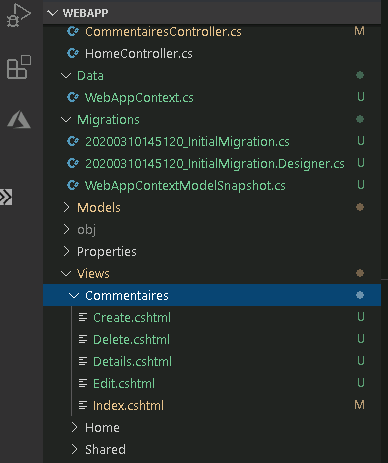 WEBAPP
CommentairesController.cs M
HomeController.cs
Data
WebAppContext.cs U
Migrations
20200310145120_InitialMigration.cs U
20200310145120_InitialMigration.Designer.cs U
WebAppContextModelSnapshot.cs U
Models
obj
Properties
Views
Commentaires
Create.cshtml U
Delete.cshtml U
Details.cshtml U
Edit.cshtml U
Index.cshtml M
Home
Shared